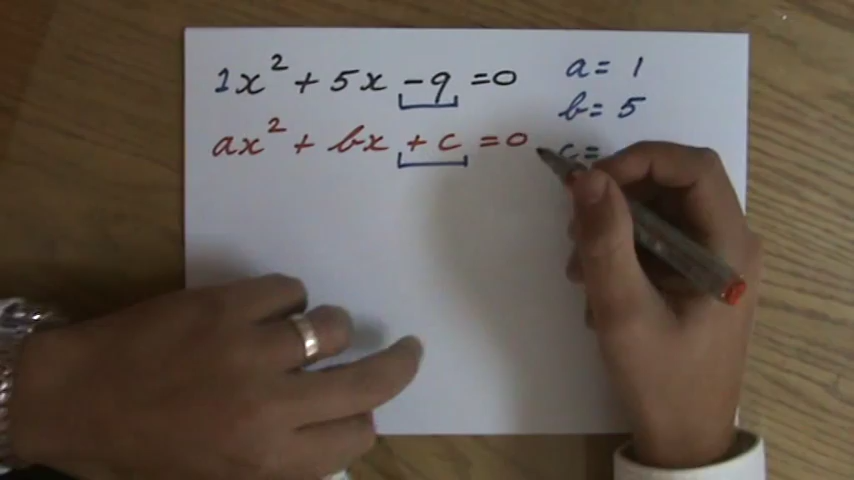 1x² + 5x - 9 = 0
a = 1
b = 5
ax² + bx + c = 0
c =